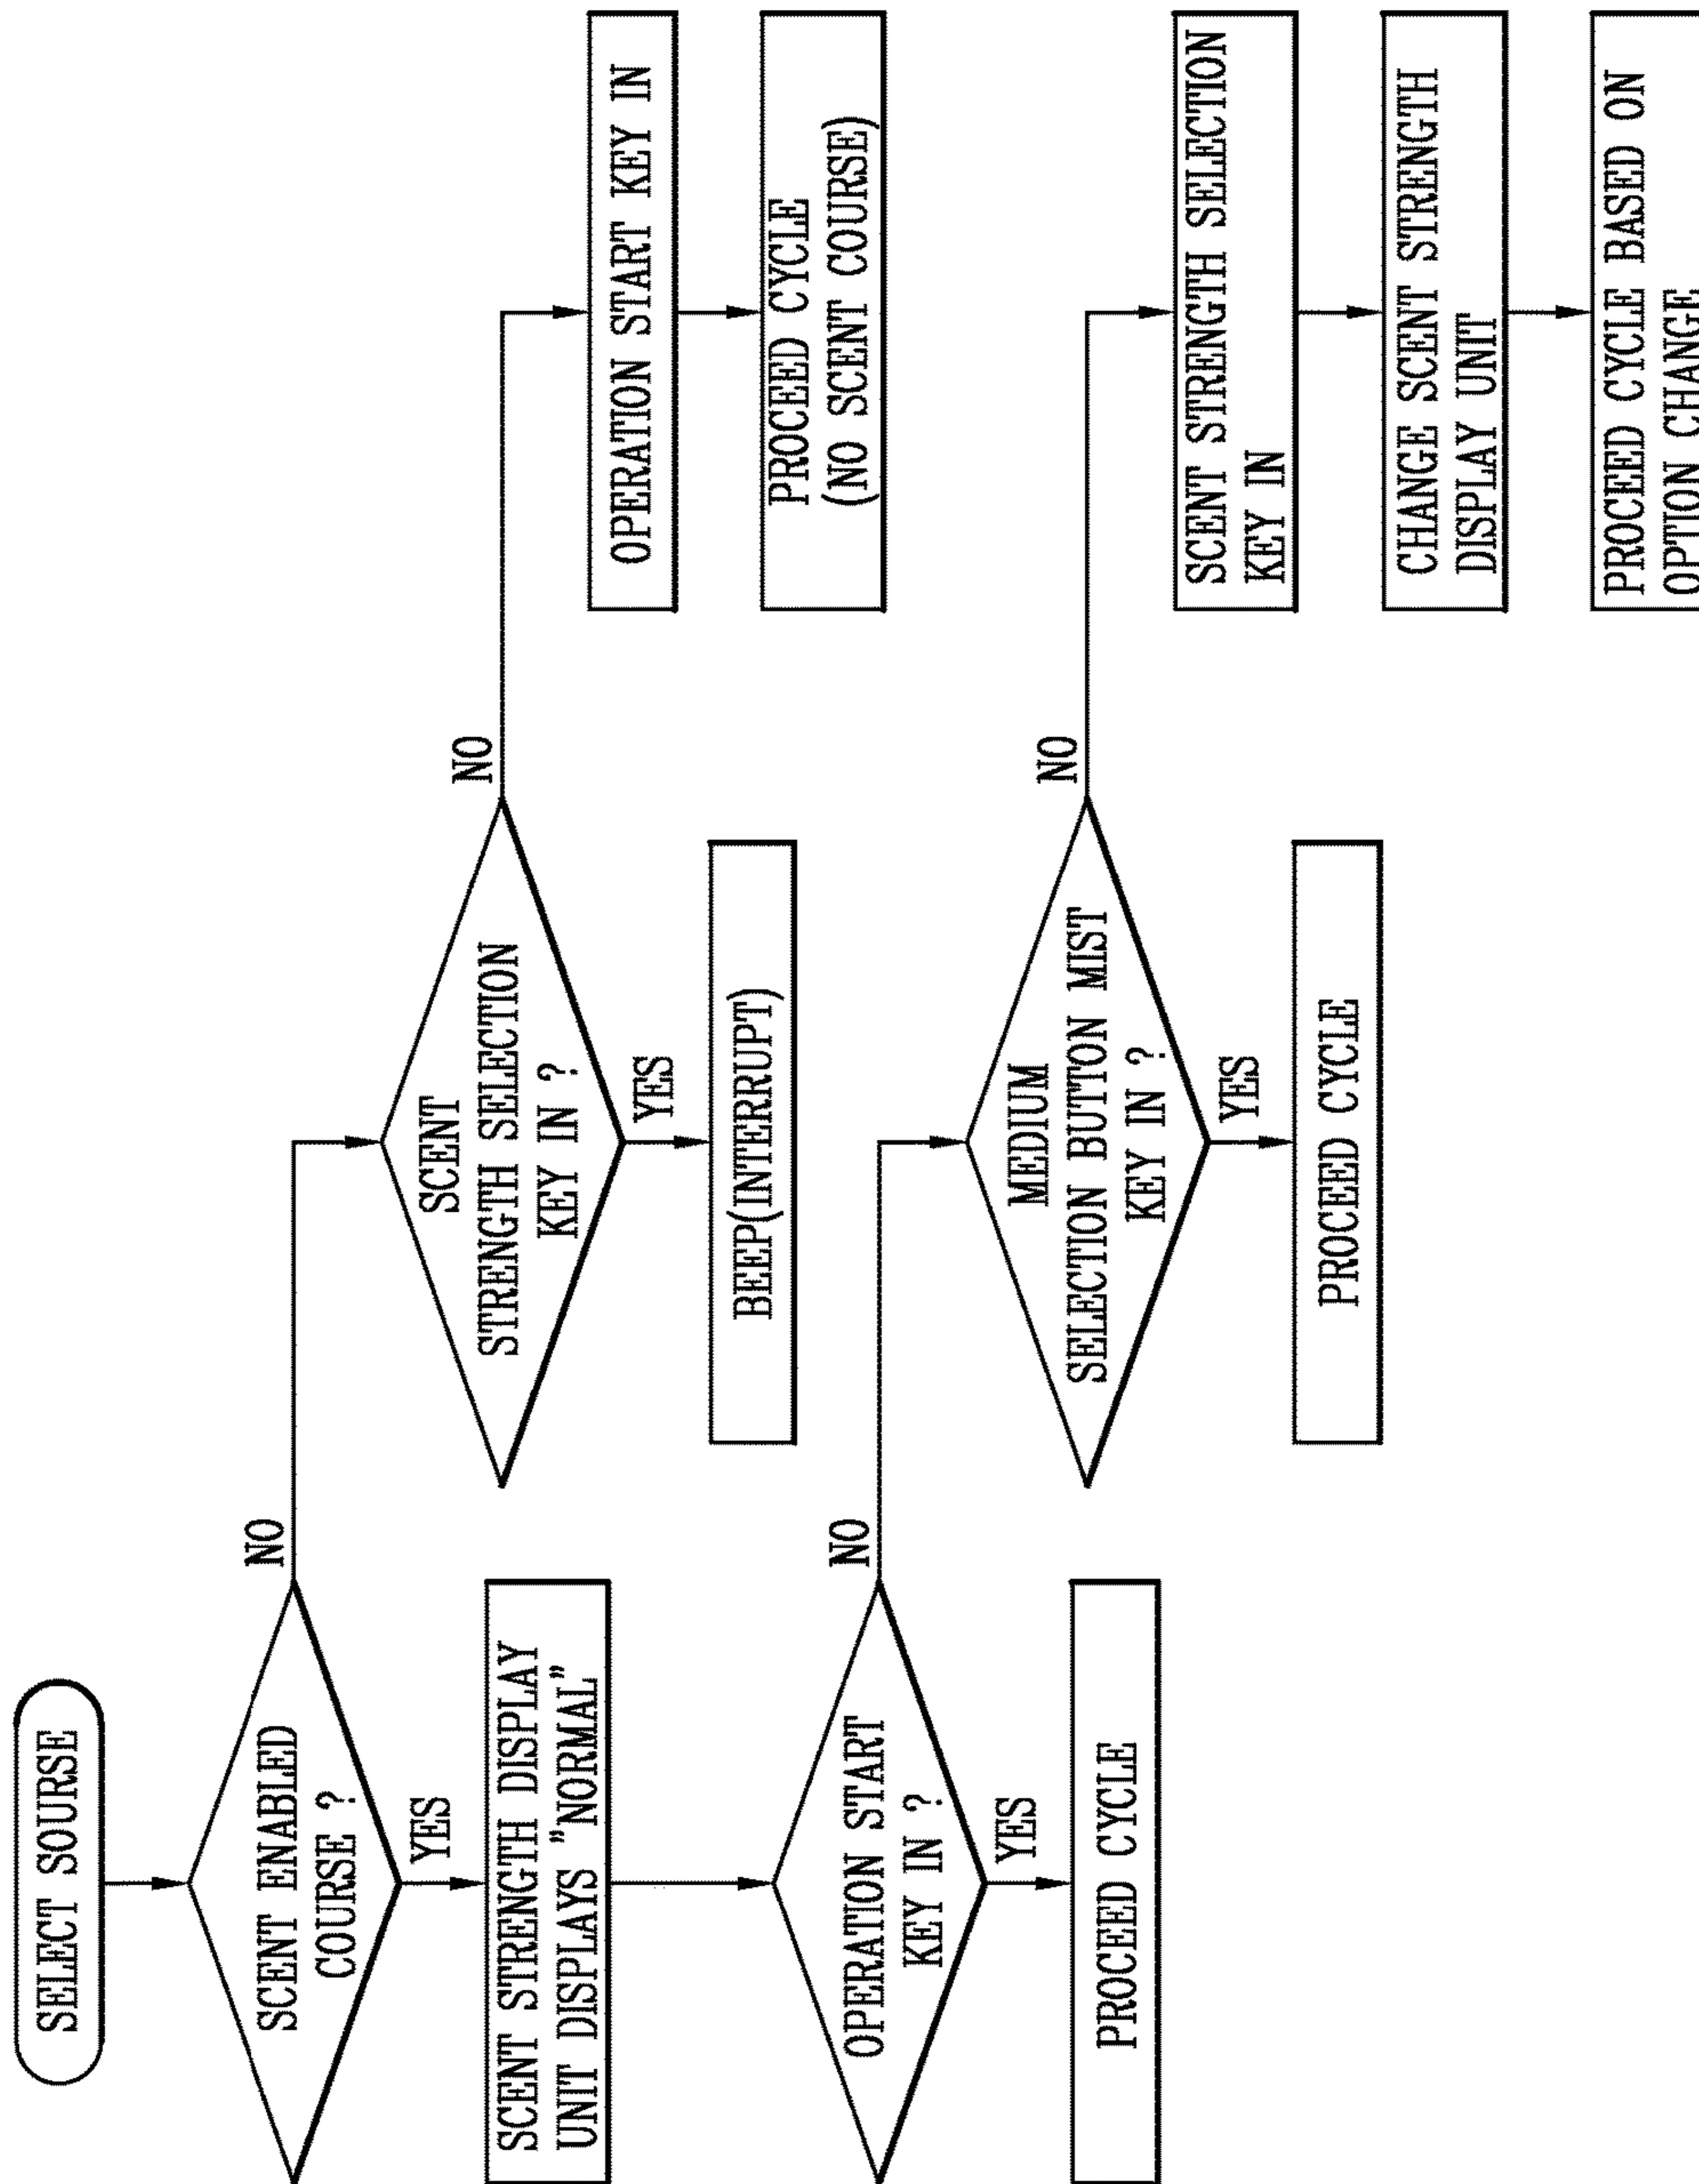 SELECT SOURSE
SCENT ENABLED
COURSE ?
NO
YES
SCENT
STRENGTH SELECTION
KEY IN ?
NO
YES
OPERATION START KEY IN
PROCEED CYCLE
(NO SCENT COURSE)
BEEP(INTERRUPT)
SCENT STRENGTH DISPLAY
UNIT DISPLAYS "NORMAL"
OPERATION START
KEY IN ?
NO
YES
PROCEED CYCLE
MEDIUM
SELECTION BUTTON MIST
KEY IN ?
NO
YES
PROCEED CYCLE
SCENT STRENGTH SELECTION
KEY IN
CHANGE SCENT STRENGTH
DISPLAY UNIT
PROCEED CYCLE BASED ON
OPTION CHANGE